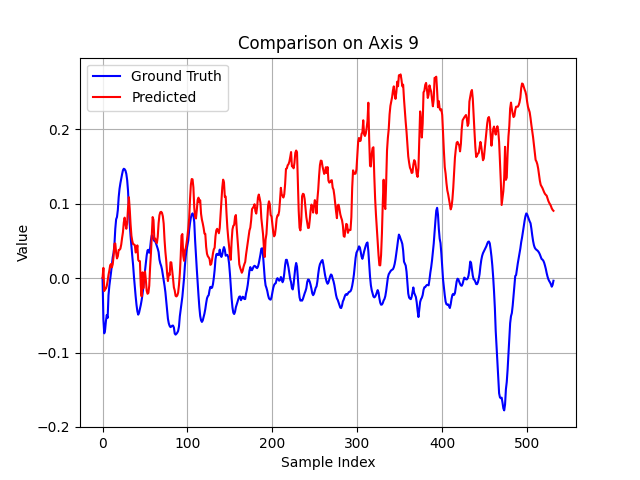 Comparison on Axis 9
Ground Truth
Predicted
Value
0.2
0.1
0.0
−0.1
−0.2
0 100 200 300 400 500
Sample Index